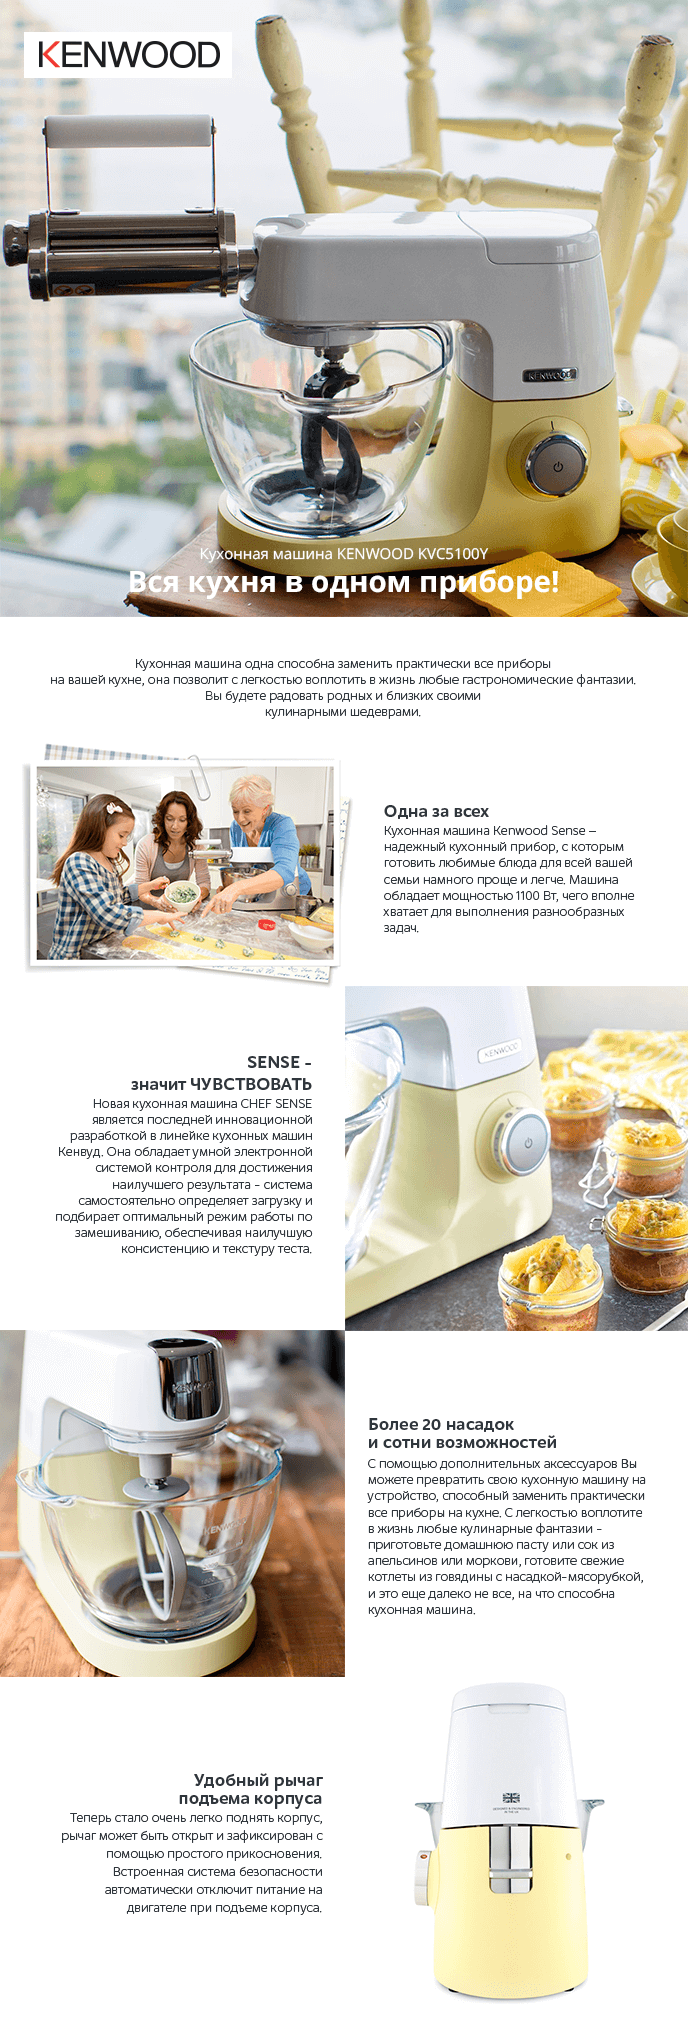 KENWOOD
KENWOOD
Кухонная машина KENWOOD KVC5100Y
Вся кухня в одном приборе!
Кухонная машина одна способна заменить практически все приборы
на вашей кухне, она позволит с легкостью воплотить в жизнь любые гастрономические фантазии.
Вы будете радовать родных и близких своими
кулинарными шедеврами.
Одна за всех
Кухонная машина Kenwood Sense –
надежный кухонный прибор, с которым
готовить любимые блюда для всей вашей
семьи намного проще и легче. Машина
обладает мощностью 1100 Вт, чего вполне
хватает для выполнения разнообразных
задач.
SENSE -
значит ЧУВСТВОВАТЬ
Новая кухонная машина CHEF SENSE
является последней инновационной
разработкой в линейке кухонных машин
Кенвуд. Она обладает умной электронной
системой контроля для достижения
наилучшего результата - система
самостоятельно определяет загрузку и
подбирает оптимальный режим работы по
замешиванию, обеспечивая наилучшую
консистенцию и текстуру теста.
KENWOOD
Kenwood
KENWOOD
Более 20 насадок
и сотни возможностей
С помощью дополнительных аксессуаров Вы
можете превратить свою кухонную машину на
устройство, способный заменить практически
все приборы на кухне. С легкостью воплотите
в жизнь любые кулинарные фантазии -
приготовьте домашнюю пасту или сок из
апельсинов или моркови, готовите свежие
котлеты из говядины с насадкой-мясорубкой,
и это еще далеко не все, на что способна
кухонная машина.
Удобный рычаг
подъема корпуса
Теперь стало очень легко поднять корпус,
рычаг может быть открыт и зафиксирован с
помощью простого прикосновения.
Встроенная система безопасности
автоматически отключит питание на
двигателе при подъеме корпуса.
DESIGNED & ENGINEERED
IN THE UK